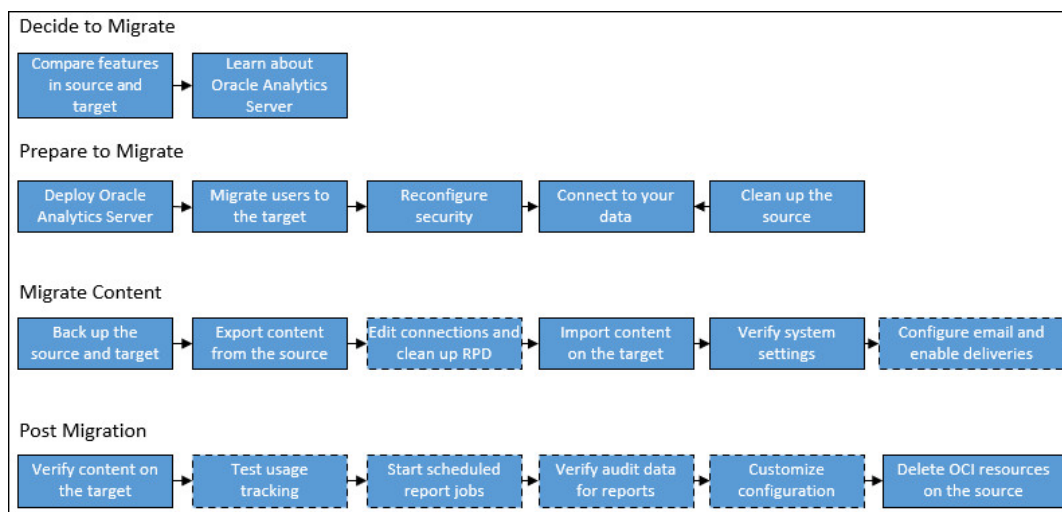 Decide to Migrate
Compare features
in source and
target
Learn about
Oracle Analytics
Server
Prepare to Migrate
Deploy Oracle
Analytics Server
Migrate users to
the target
Reconfigure
security
Connect to your
data
Clean up the
source
Migrate Content
Back up the
source and target
Export content
from the source
Edit connections and
clean up RPD
Import content
on the target
Verify system
settings
Configure email and
enable deliveries
Post Migration
Verify content on
the target
Test usage
tracking
Start scheduled
report jobs
Verify audit data
for reports
Customize
configuration
Delete OCI resources
on the source